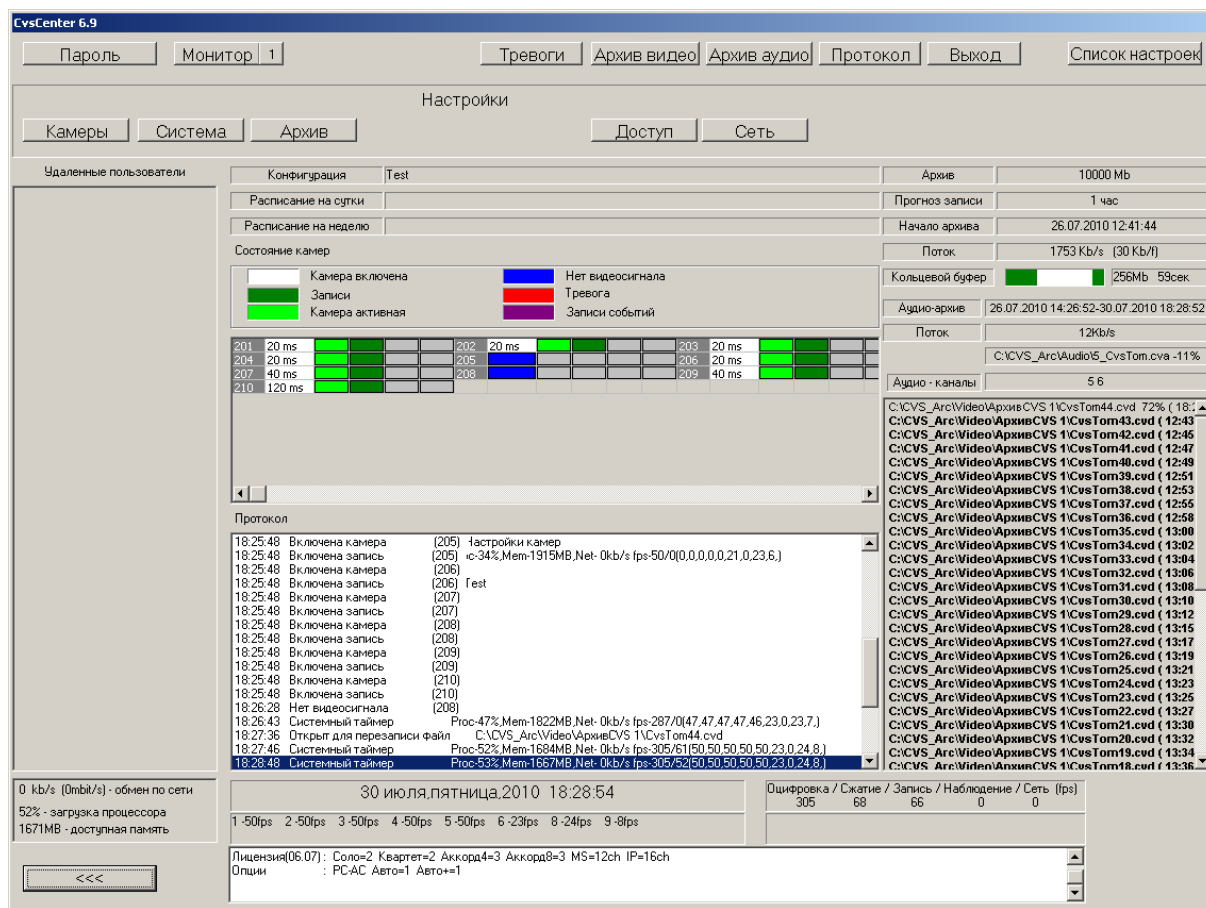 CvsCenter 6.9
Пароль Монитор 1 Тревоги Архив видео Архив аудио Протокол Выход Список настроек
Настройки
Камеры Система Архив Доступ Сеть
Удаленные пользователи
Конфигурация Test
Расписание на сутки
Расписание на неделю
Состояние камер
Камера включена Нет видеосигнала
Записи Тревога
Камера активная Записи событий
201 20 ms 202 20 ms 203 20 ms
204 20 ms 205 206 20 ms
207 40 ms 208 209 40 ms
210 120 ms
Протокол
18:25:48 Включена камера (205) Настройки камер
18:25:48 Включена запись (205) с-34%,Mem-1915MB,Net- 0kb/s fps-50/0(0,0,0,0,0,21,0,23,6,)
18:25:48 Включена камера (206)
18:25:48 Включена запись (206) Test
18:25:48 Включена камера (207)
18:25:48 Включена запись (207)
18:25:48 Включена камера (208)
18:25:48 Включена запись (208)
18:25:48 Включена камера (209)
18:25:48 Включена запись (209)
18:25:48 Включена камера (210)
18:25:48 Включена запись (210)
18:26:28 Нет видеосигнала (208)
18:26:43 Системный таймер Proc-47%,Mem-1822MB,Net- 0kb/s fps-287/0(47,47,47,47,46,23,0,23,7,)
18:27:36 Открыт для перезаписи файл C:\CVS_Arc\Video\АрхивCVS 1\CvsTom44.cvd
18:27:46 Системный таймер Proc-52%,Mem-1684MB,Net- 0kb/s fps-305/61(50,50,50,50,50,23,0,24,8,)
18:28:48 Системный таймер Proc-53%,Mem-1667MB,Net- 0kb/s fps-305/52(50,50,50,50,50,23,0,24,8,)
Архив 10000 Mb
Прогноз записи 1 час
Начало архива 26.07.2010 12:41:44
Поток 1753 Kb/s (30 Kb/f)
Кольцевой буфер 256Mb 59сек
Аудио-архив 26.07.2010 14:26:52-30.07.2010 18:28:52
Поток 12Kb/s
C:\CVS_Arc\Audio\5_CvsTom.cva -11%
Аудио - каналы 5 6
C:\CVS_Arc\Video\АрхивCVS 1\CvsTom44.cvd 72% ( 18:
C:\CVS_Arc\Video\АрхивCVS 1\CvsTom43.cvd ( 12:43
C:\CVS_Arc\Video\АрхивCVS 1\CvsTom42.cvd ( 12:45
C:\CVS_Arc\Video\АрхивCVS 1\CvsTom41.cvd ( 12:47
C:\CVS_Arc\Video\АрхивCVS 1\CvsTom40.cvd ( 12:49
C:\CVS_Arc\Video\АрхивCVS 1\CvsTom39.cvd ( 12:51
C:\CVS_Arc\Video\АрхивCVS 1\CvsTom38.cvd ( 12:53
C:\CVS_Arc\Video\АрхивCVS 1\CvsTom37.cvd ( 12:55
C:\CVS_Arc\Video\АрхивCVS 1\CvsTom36.cvd ( 12:58
C:\CVS_Arc\Video\АрхивCVS 1\CvsTom35.cvd ( 13:00
C:\CVS_Arc\Video\АрхивCVS 1\CvsTom34.cvd ( 13:02
C:\CVS_Arc\Video\АрхивCVS 1\CvsTom33.cvd ( 13:04
C:\CVS_Arc\Video\АрхивCVS 1\CvsTom32.cvd ( 13:06
C:\CVS_Arc\Video\АрхивCVS 1\CvsTom31.cvd ( 13:08
C:\CVS_Arc\Video\АрхивCVS 1\CvsTom30.cvd ( 13:10
C:\CVS_Arc\Video\АрхивCVS 1\CvsTom29.cvd ( 13:12
C:\CVS_Arc\Video\АрхивCVS 1\CvsTom28.cvd ( 13:15
C:\CVS_Arc\Video\АрхивCVS 1\CvsTom27.cvd ( 13:17
C:\CVS_Arc\Video\АрхивCVS 1\CvsTom26.cvd ( 13:19
C:\CVS_Arc\Video\АрхивCVS 1\CvsTom25.cvd ( 13:21
C:\CVS_Arc\Video\АрхивCVS 1\CvsTom24.cvd ( 13:23
C:\CVS_Arc\Video\АрхивCVS 1\CvsTom23.cvd ( 13:25
C:\CVS_Arc\Video\АрхивCVS 1\CvsTom22.cvd ( 13:27
C:\CVS_Arc\Video\АрхивCVS 1\CvsTom21.cvd ( 13:30
C:\CVS_Arc\Video\АрхивCVS 1\CvsTom20.cvd ( 13:32
C:\CVS_Arc\Video\АрхивCVS 1\CvsTom19.cvd ( 13:34
C:\CVS_Arc\Video\АрхивCVS 1\CvsTom18.cvd ( 13:36
0 kb/s (0mbit/s) - обмен по сети
52% - загрузка процессора
1671MB - доступная память
30 июля,пятница,2010 18:28:54
1 -50fps 2 -50fps 3 -50fps 4 -50fps 5 -50fps 6 -23fps 8 -24fps 9 -8fps
Оцифровка / Сжатие / Запись / Наблюдение / Сеть (fps)
305 68 66 0 0
Лицензия(06.07) : Соло=2 Квартет=2 Аккорд4=3 Аккорд8=3 MS=12ch IP=16ch
Опции : PC-АС Авто=1 Авто+=1
<<<